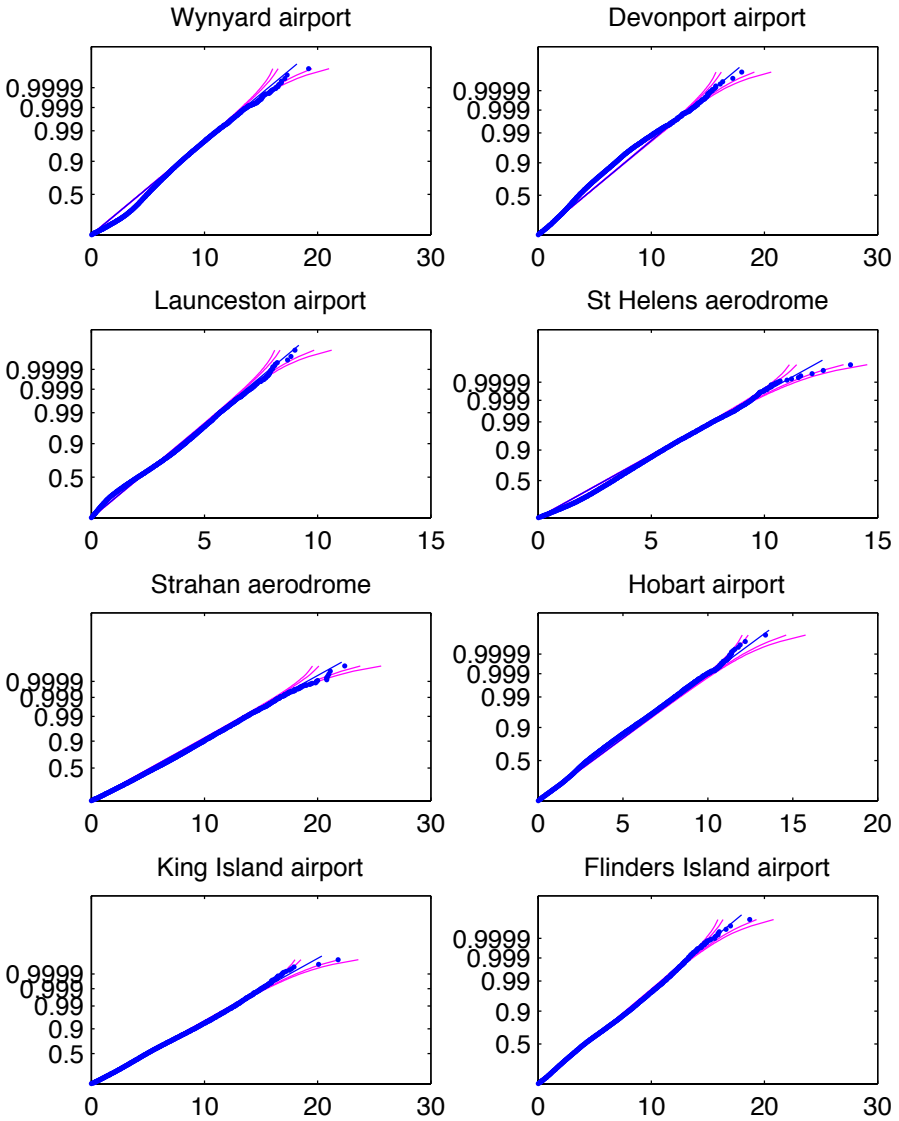 Wynyard airport
0.9999
0.999
0.99
0.9
0.5
0 10 20 30
Devonport airport
0.9999
0.999
0.99
0.9
0.5
0 10 20 30
Launceston airport
0.9999
0.999
0.99
0.9
0.5
0 5 10 15
St Helens aerodrome
0.9999
0.999
0.99
0.9
0.5
0 5 10 15
Strahan aerodrome
0.9999
0.999
0.99
0.9
0.5
0 10 20 30
Hobart airport
0.9999
0.999
0.99
0.9
0.5
0 5 10 15 20
King Island airport
0.9999
0.999
0.99
0.9
0.5
0 10 20 30
Flinders Island airport
0.9999
0.999
0.99
0.9
0.5
0 10 20 30